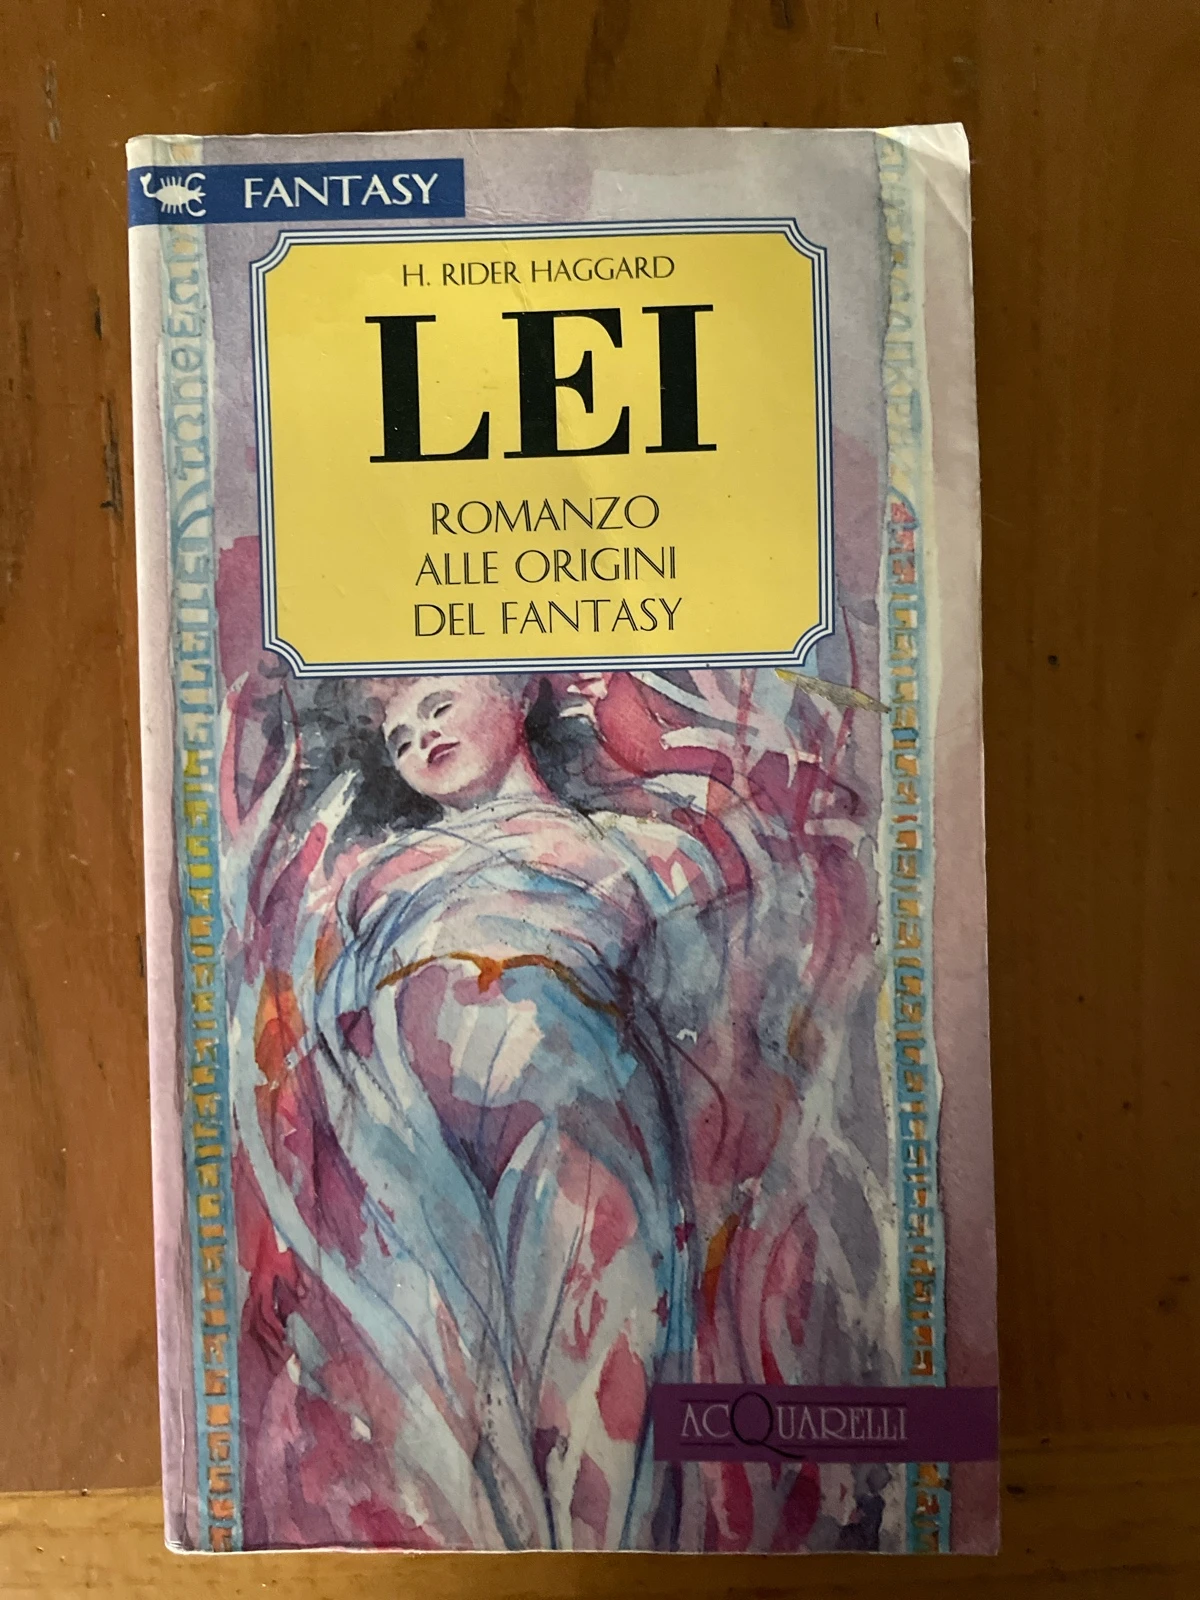 FANTASY
H. RIDER HAGGARD
LEI
ROMANZO
ALLE ORIGINI
DEL FANTASY
ACQUARELLI